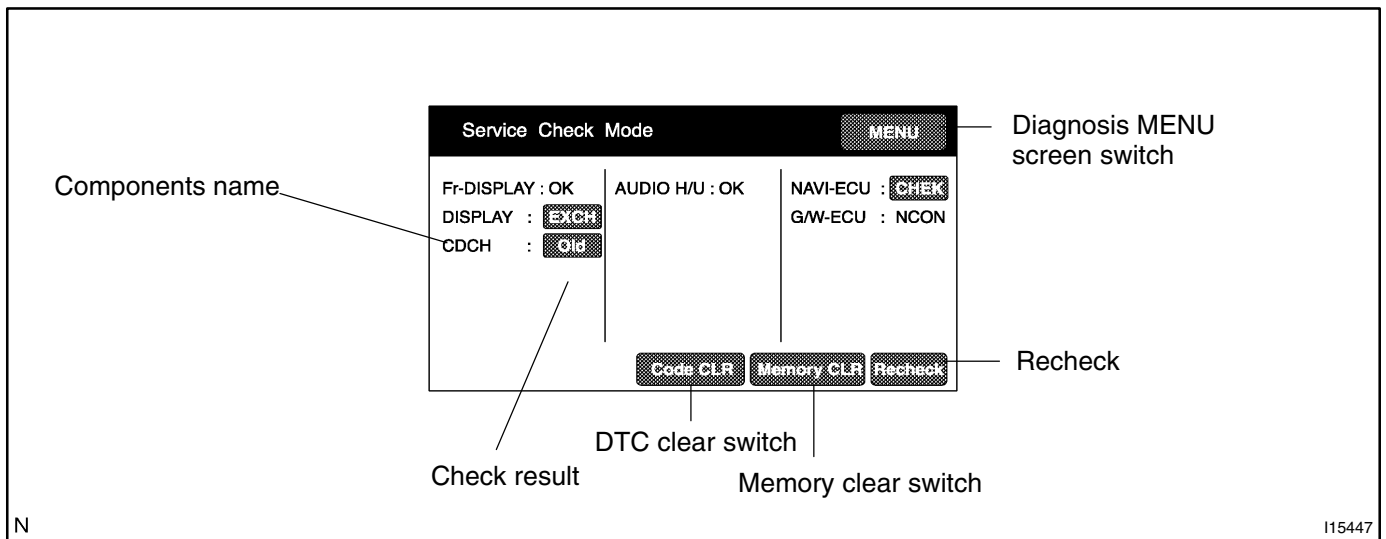 Service Check Mode MENU
Diagnosis MENU
screen switch
Components name
Fr-DISPLAY : OK
DISPLAY : EXCH
CDCH : Old
AUDIO H/U : OK
NAVI-ECU : CHEK
G/W-ECU : NCON
Code CLR Memory CLR Recheck
Recheck
DTC clear switch
Check result
Memory clear switch
N
I15447